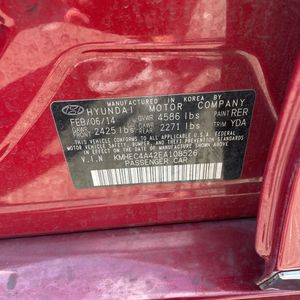 MANUFACTURED IN KOREA BY
HYUNDAI MOTOR COMPANY
FEB/06/14 GVWR 4586 lbs PAINT RER
GAWR FRONT 2425 lbs GAWR REAR 2271 lbs TRIM YDA
THIS VEHICLE CONFORMS TO ALL APPLICABLE U.S. FEDERAL
MOTOR VEHICLE SAFETY, BUMPER, AND THEFT PREVENTION
STANDARDS IN EFFECT ON THE DATE OF MANUFACTURE
SHOWN ABOVE.
V.I.N KMHEC4A42EA108526
PASSENGER CAR